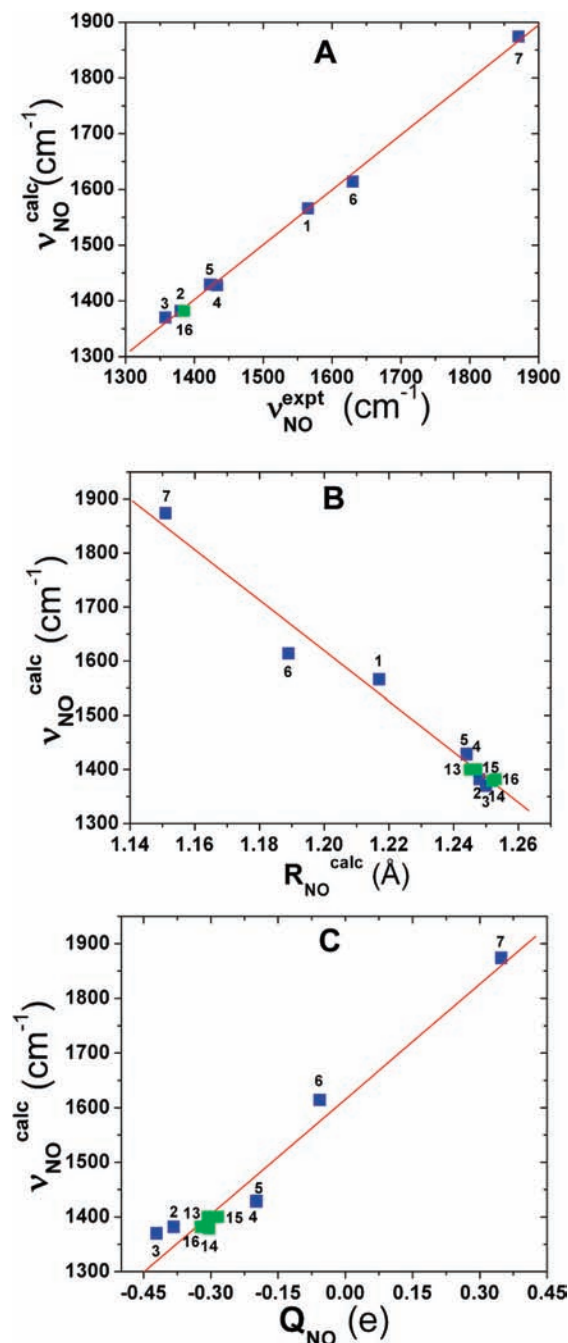 A
1900
1800
1700
1600
1500
1400
1300
ν_NO^calc (cm⁻¹)
7
6
1
5
4
3 2
16
1300 1400 1500 1600 1700 1800 1900
ν_NO^expt (cm⁻¹)
B
1900
1800
1700
1600
1500
1400
1300
ν_NO^calc (cm⁻¹)
7
6
1
5 4
13 15
16
2 3 14
1.14 1.16 1.18 1.20 1.22 1.24 1.26
R_NO^calc (Å)
C
1900
1800
1700
1600
1500
1400
1300
ν_NO^calc (cm⁻¹)
7
6
5
4
2 13 15
3 16 14
-0.45 -0.30 -0.15 0.00 0.15 0.30 0.45
Q_NO (e)